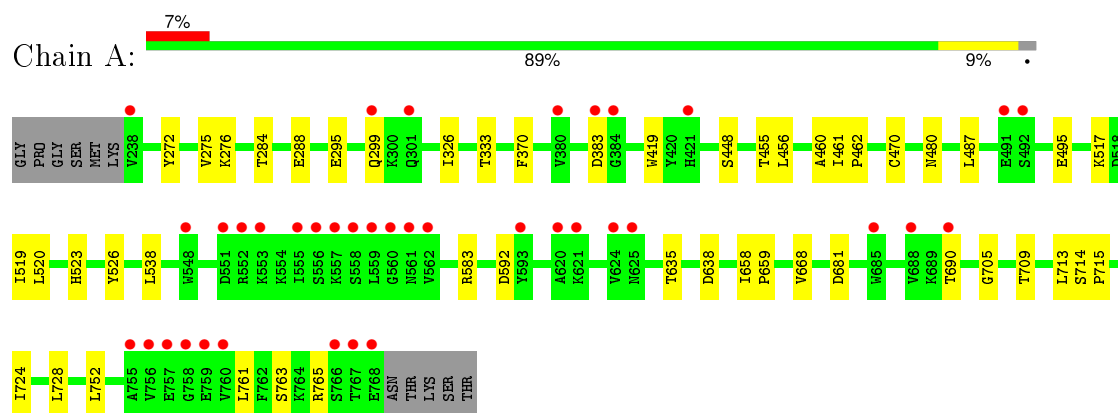 7%
Chain A:
89% 9% •
GLY PRO GLY SER MET LYS V238 Y272 V275 K276 T284 E288 E295 Q299 K300 Q301 I326 T333 F370 V380 D383 G384 W419 Y420 H421 S448 T455 L456 A460 I461 P462 C470 N480 L487 E491 S492 E495 K517 D518
I519 L520 H523 Y526 L538 W548 D551 R552 K553 K554 I555 S556 K557 S558 L559 G560 N561 V562 R583 D592 Y593 A620 K621 V624 N625 T635 D638 I658 P659 V668 D681 W685 V688 K689 T690 G705 T709 L713 S714 P715
I724 L728 L752 A755 V756 E757 G758 E759 V760 L761 F762 S763 K764 R765 S766 T767 E768 ASN THR LYS SER THR